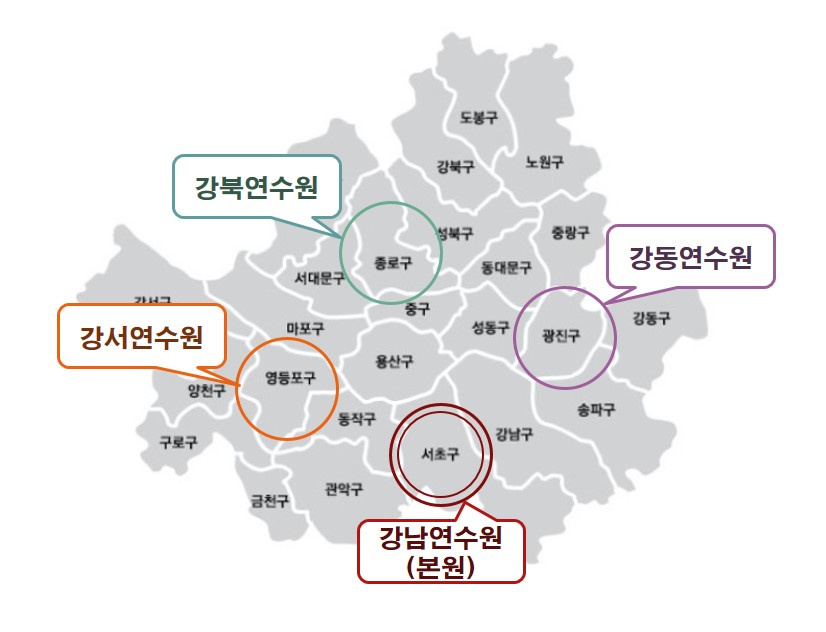 도봉구
강북구
노원구
강북연수원
성북구
중랑구
종로구
강동연수원
서대문구
동대문구
강서구
중구
강동구
마포구
성동구
광진구
강서연수원
용산구
영등포구
양천구
송파구
동작구
강남구
구로구
서초구
관악구
금천구
강남연수원
(본원)